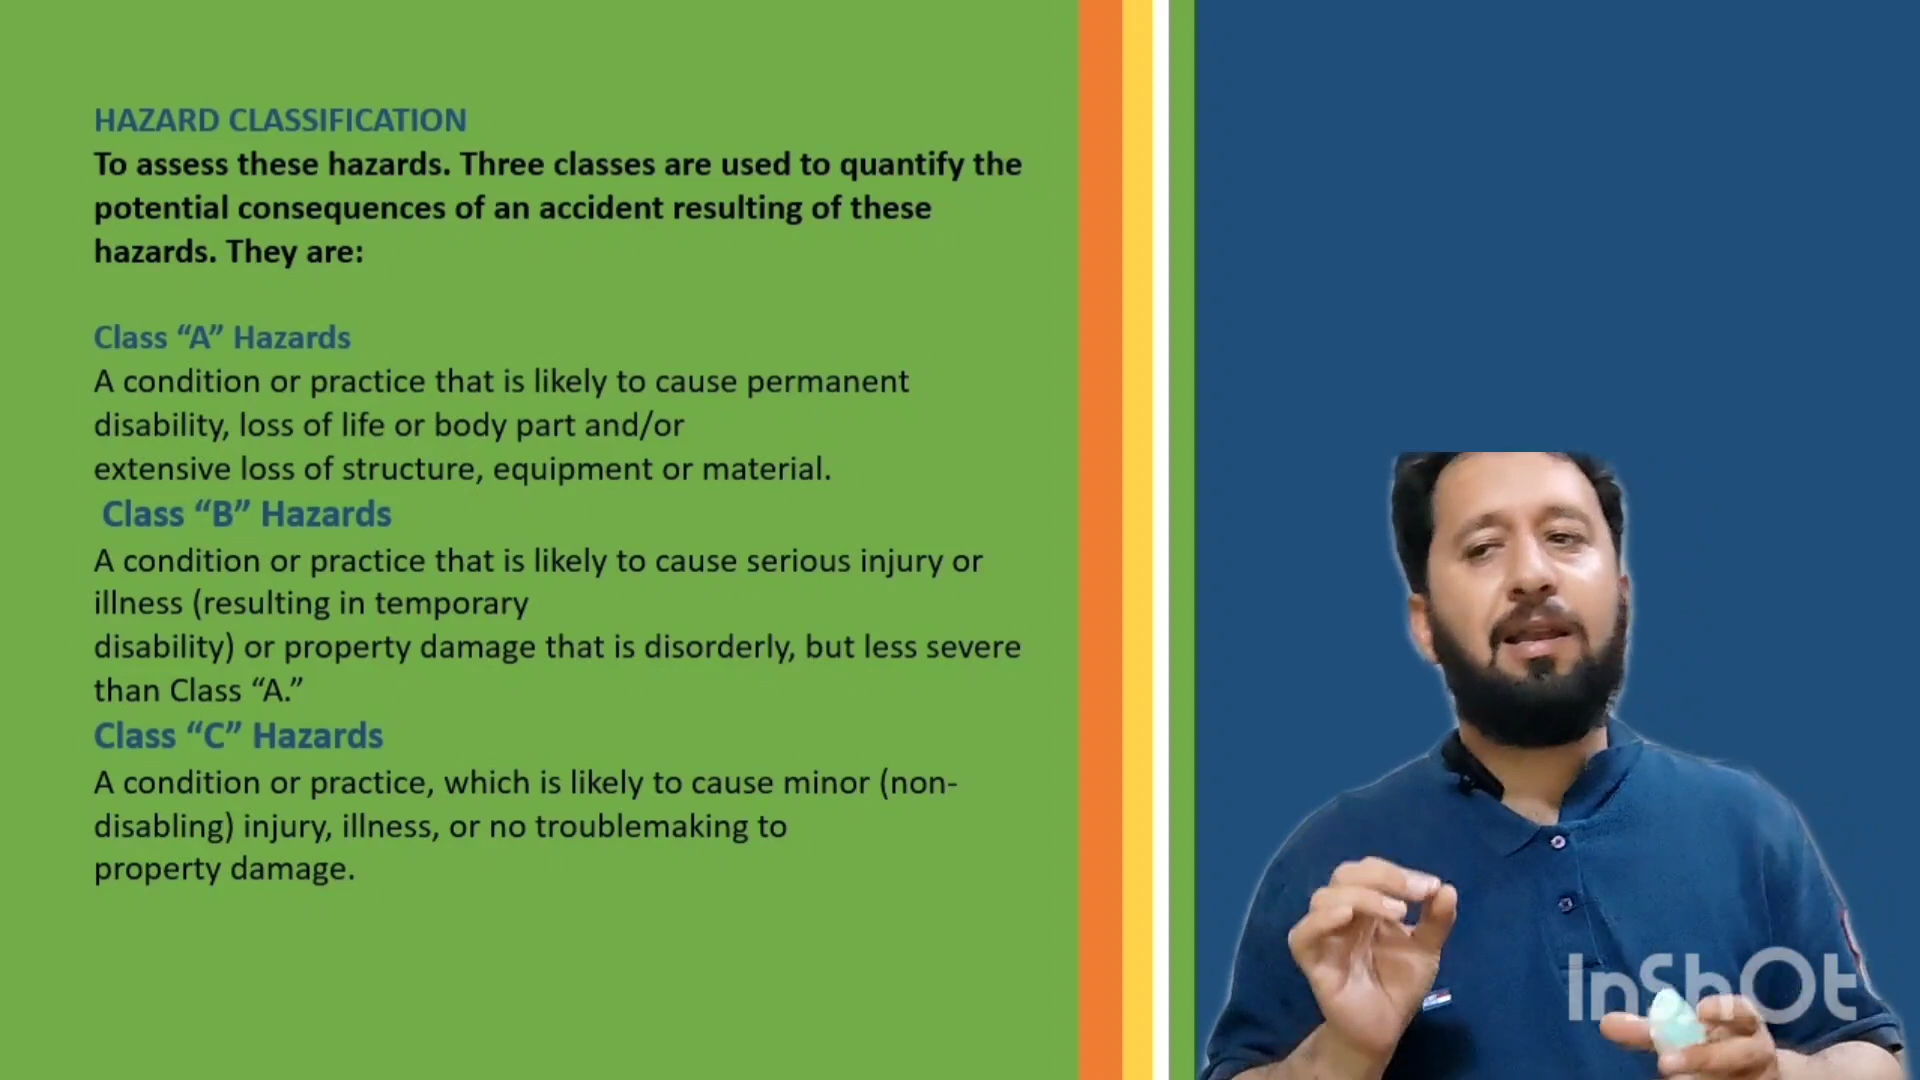 HAZARD CLASSIFICATION
To assess these hazards. Three classes are used to quantify the
potential consequences of an accident resulting of these
hazards. They are:
Class “A” Hazards
A condition or practice that is likely to cause permanent
disability, loss of life or body part and/or
extensive loss of structure, equipment or material.
Class “B” Hazards
A condition or practice that is likely to cause serious injury or
illness (resulting in temporary
disability) or property damage that is disorderly, but less severe
than Class “A.”
Class “C” Hazards
A condition or practice, which is likely to cause minor (non-
disabling) injury, illness, or no troublemaking to
property damage.
InShOt